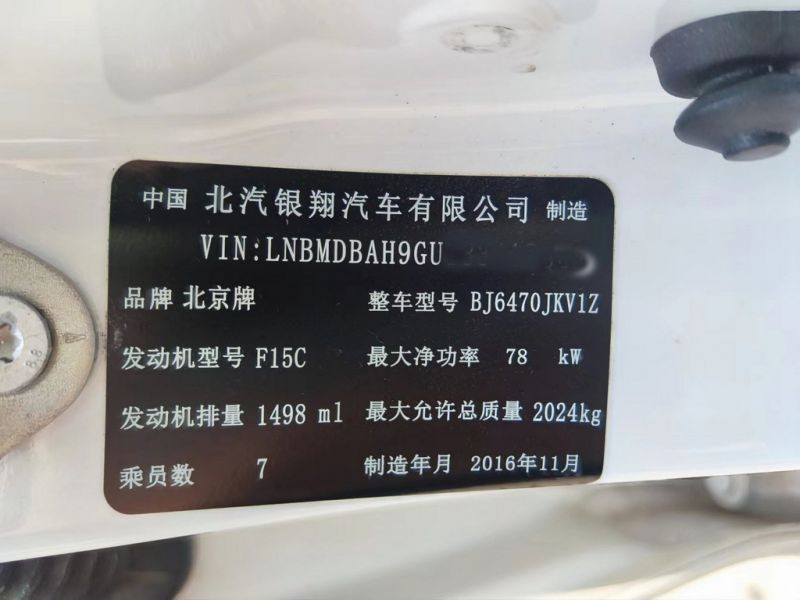 中国 北汽银翔汽车有限公司 制造
VIN:LNBMDBAH9GU
品牌 北京牌 整车型号 BJ6470JKV1Z
发动机型号 F15C 最大净功率 78 kW
发动机排量 1498 ml 最大允许总质量 2024kg
乘员数 7 制造年月 2016年11月
8.8